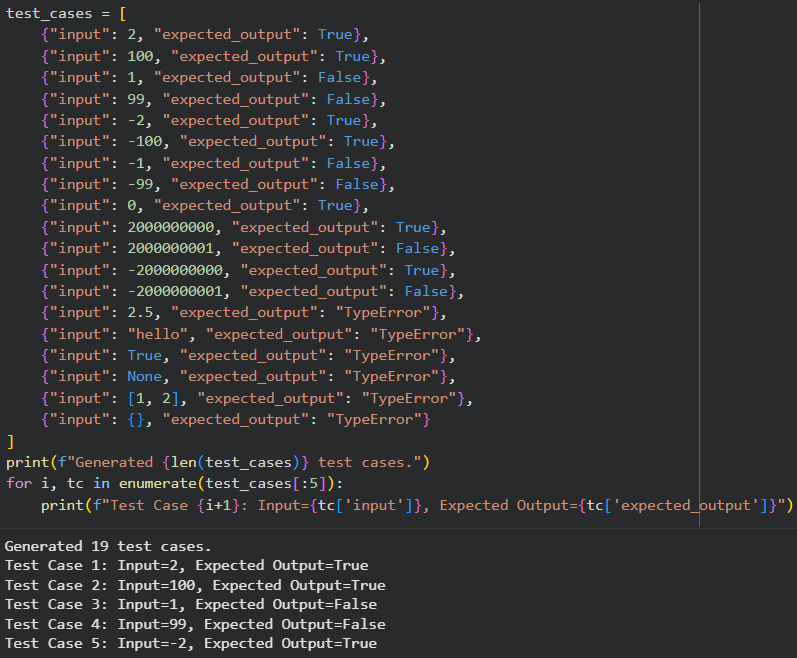 test_cases = [
    {"input": 2, "expected_output": True},
    {"input": 100, "expected_output": True},
    {"input": 1, "expected_output": False},
    {"input": 99, "expected_output": False},
    {"input": -2, "expected_output": True},
    {"input": -100, "expected_output": True},
    {"input": -1, "expected_output": False},
    {"input": -99, "expected_output": False},
    {"input": 0, "expected_output": True},
    {"input": 2000000000, "expected_output": True},
    {"input": 2000000001, "expected_output": False},
    {"input": -2000000000, "expected_output": True},
    {"input": -2000000001, "expected_output": False},
    {"input": 2.5, "expected_output": "TypeError"},
    {"input": "hello", "expected_output": "TypeError"},
    {"input": True, "expected_output": "TypeError"},
    {"input": None, "expected_output": "TypeError"},
    {"input": [1, 2], "expected_output": "TypeError"},
    {"input": {}, "expected_output": "TypeError"}
]
print(f"Generated {len(test_cases)} test cases.")
for i, tc in enumerate(test_cases[:5]):
    print(f"Test Case {i+1}: Input={tc['input']}, Expected Output={tc['expected_output']}")
Generated 19 test cases.
Test Case 1: Input=2, Expected Output=True
Test Case 2: Input=100, Expected Output=True
Test Case 3: Input=1, Expected Output=False
Test Case 4: Input=99, Expected Output=False
Test Case 5: Input=-2, Expected Output=True